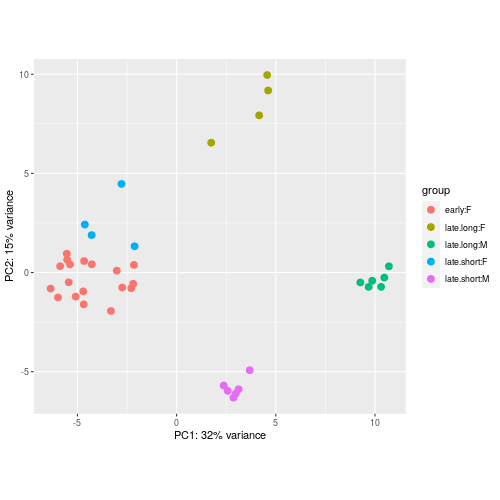 10
5
0
-5
-5
0
5
10
PC1: 32% variance
PC2: 15% variance
group
early:F
late.long:F
late.long:M
late.short:F
late.short:M